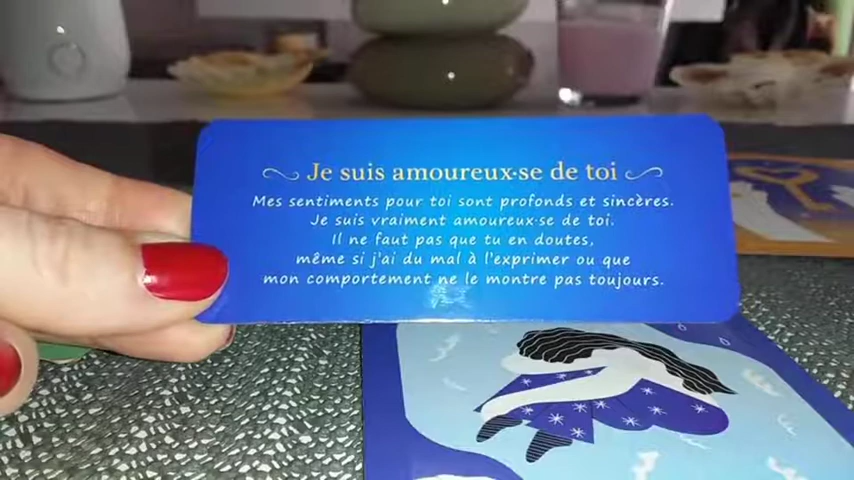 Je suis amoureux·se de toi
Mes sentiments pour toi sont profonds et sincères.
Je suis vraiment amoureux·se de toi.
Il ne faut pas que tu en doutes,
même si j'ai du mal à l'exprimer ou que
mon comportement ne le montre pas toujours.